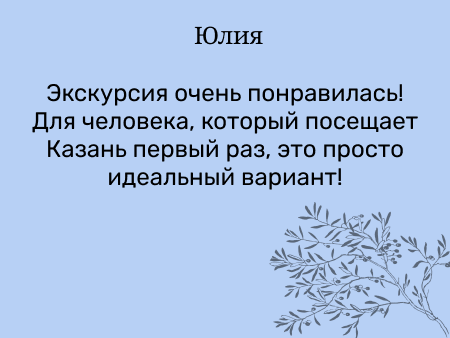 Юлия
Экскурсия очень понравилась!
Для человека, который посещает
Казань первый раз, это просто
идеальный вариант!